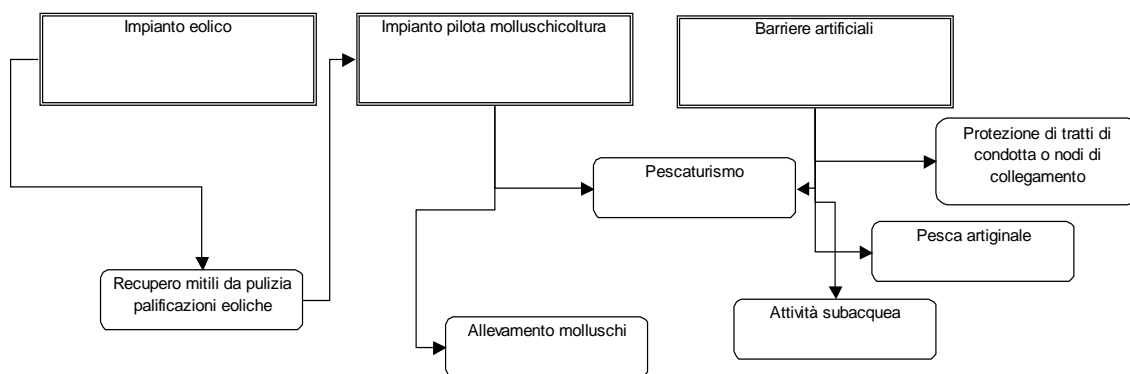 Impianto eolico
Impianto pilota molluschicoltura
Barriere artificiali
Protezione di tratti di
condotta o nodi di
collegamento
Pescaturismo
Pesca artiginale
Recupero mitili da pulizia
palificazioni eoliche
Attività subacquea
Allevamento molluschi